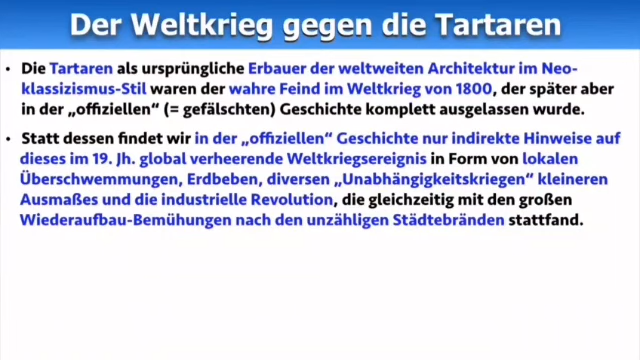 Der Weltkrieg gegen die Tartaren
• Die Tartaren als ursprüngliche Erbauer der weltweiten Architektur im Neo-
klassizismus-Stil waren der wahre Feind im Weltkrieg von 1800, der später aber
in der „offiziellen“ (= gefälschten) Geschichte komplett ausgelassen wurde.
• Statt dessen findet wir in der „offiziellen“ Geschichte nur indirekte Hinweise auf
dieses im 19. Jh. global verheerende Weltkriegsereignis in Form von lokalen
Überschwemmungen, Erdbeben, diversen „Unabhängigkeitskriegen“ kleineren
Ausmaßes und die industrielle Revolution, die gleichzeitig mit den großen
Wiederaufbau-Bemühungen nach den unzähligen Städtebränden stattfand.